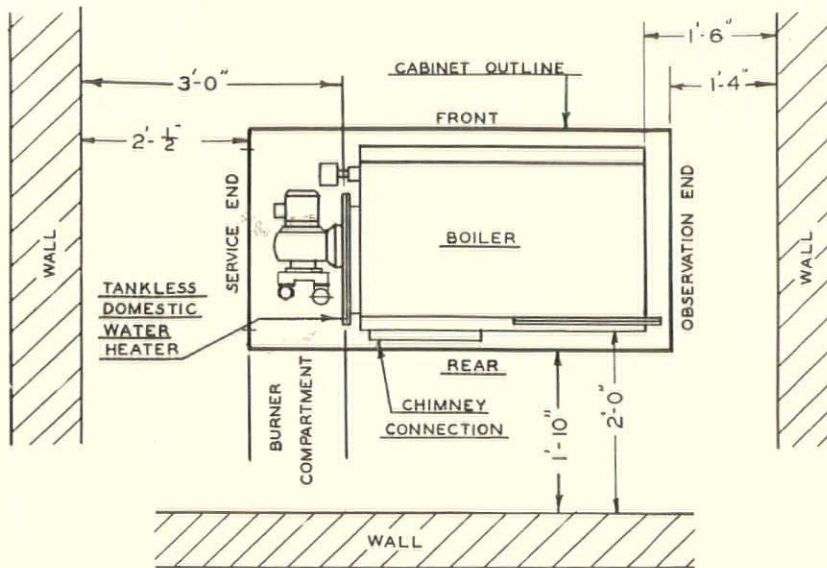 1'-6"
CABINET OUTLINE
3'-0"
1'-4"
FRONT
2'-½"
WALL
SERVICE END
BOILER
OBSERVATION END
WALL
TANKLESS
DOMESTIC
WATER
HEATER
REAR
BURNER
COMPARTMENT
CHIMNEY
CONNECTION
1'-10"
2'-0"
WALL